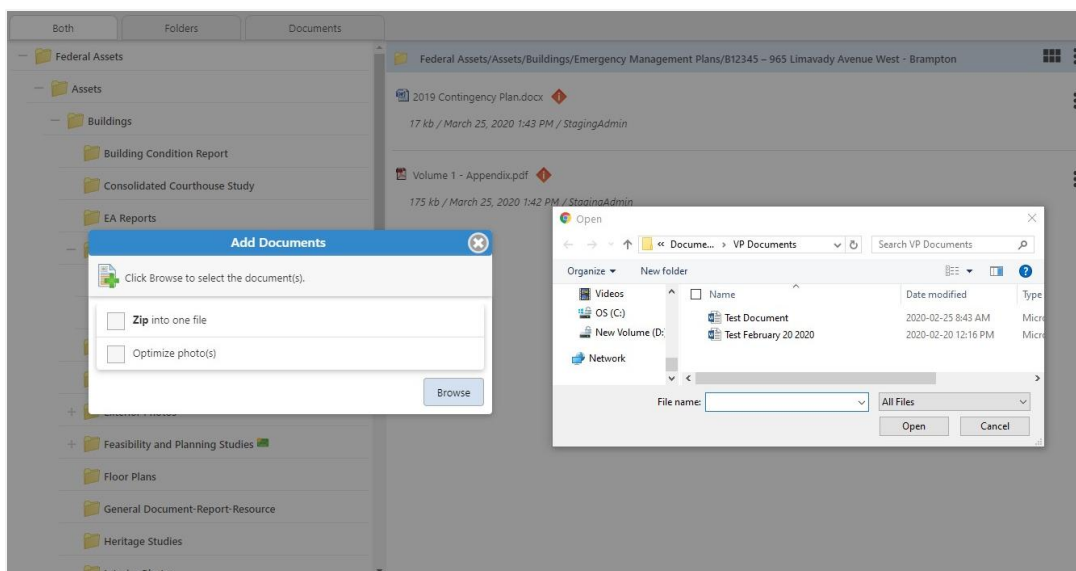 Both Folders Documents
Federal Assets
Assets
Buildings
Building Condition Report
Consolidated Courthouse Study
EA Reports
Feasibility and Planning Studies
Floor Plans
General Document-Report-Resource
Heritage Studies
Federal Assets/Assets/Buildings/Emergency Management Plans/B12345 – 965 Limavady Avenue West - Brampton
2019 Contingency Plan.docx
17 kb / March 25, 2020 1:43 PM / StagingAdmin
Volume 1 - Appendix.pdf
175 kb / March 25, 2020 1:42 PM / StagingAdmin
Add Documents
Click Browse to select the document(s).
Zip into one file
Optimize photo(s)
Browse
Open
« Docume... › VP Documents Search VP Documents
Organize New folder
Videos
OS (C:)
New Volume (D:
Network
Name Date modified Type
Test Document 2020-02-25 8:43 AM Micr
Test February 20 2020 2020-02-20 12:16 PM Micr
File name: All Files
Open Cancel